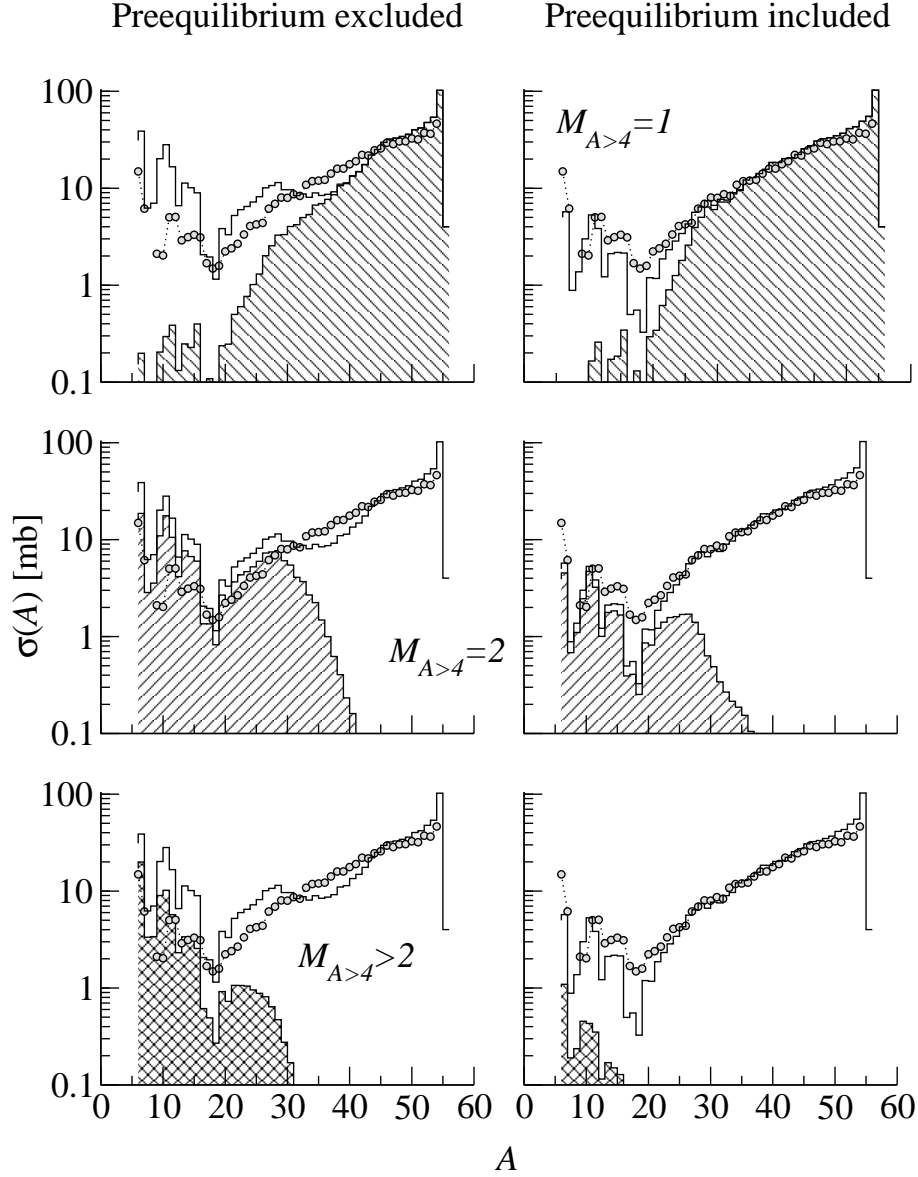 Preequilibrium excluded
Preequilibrium included
100
10
1
0.1
M_{A>4}=1
100
10
1
0.1
σ(A) [mb]
M_{A>4}=2
100
10
1
0.1
M_{A>4}>2
0 10 20 30 40 50 0 10 20 30 40 50 60
A